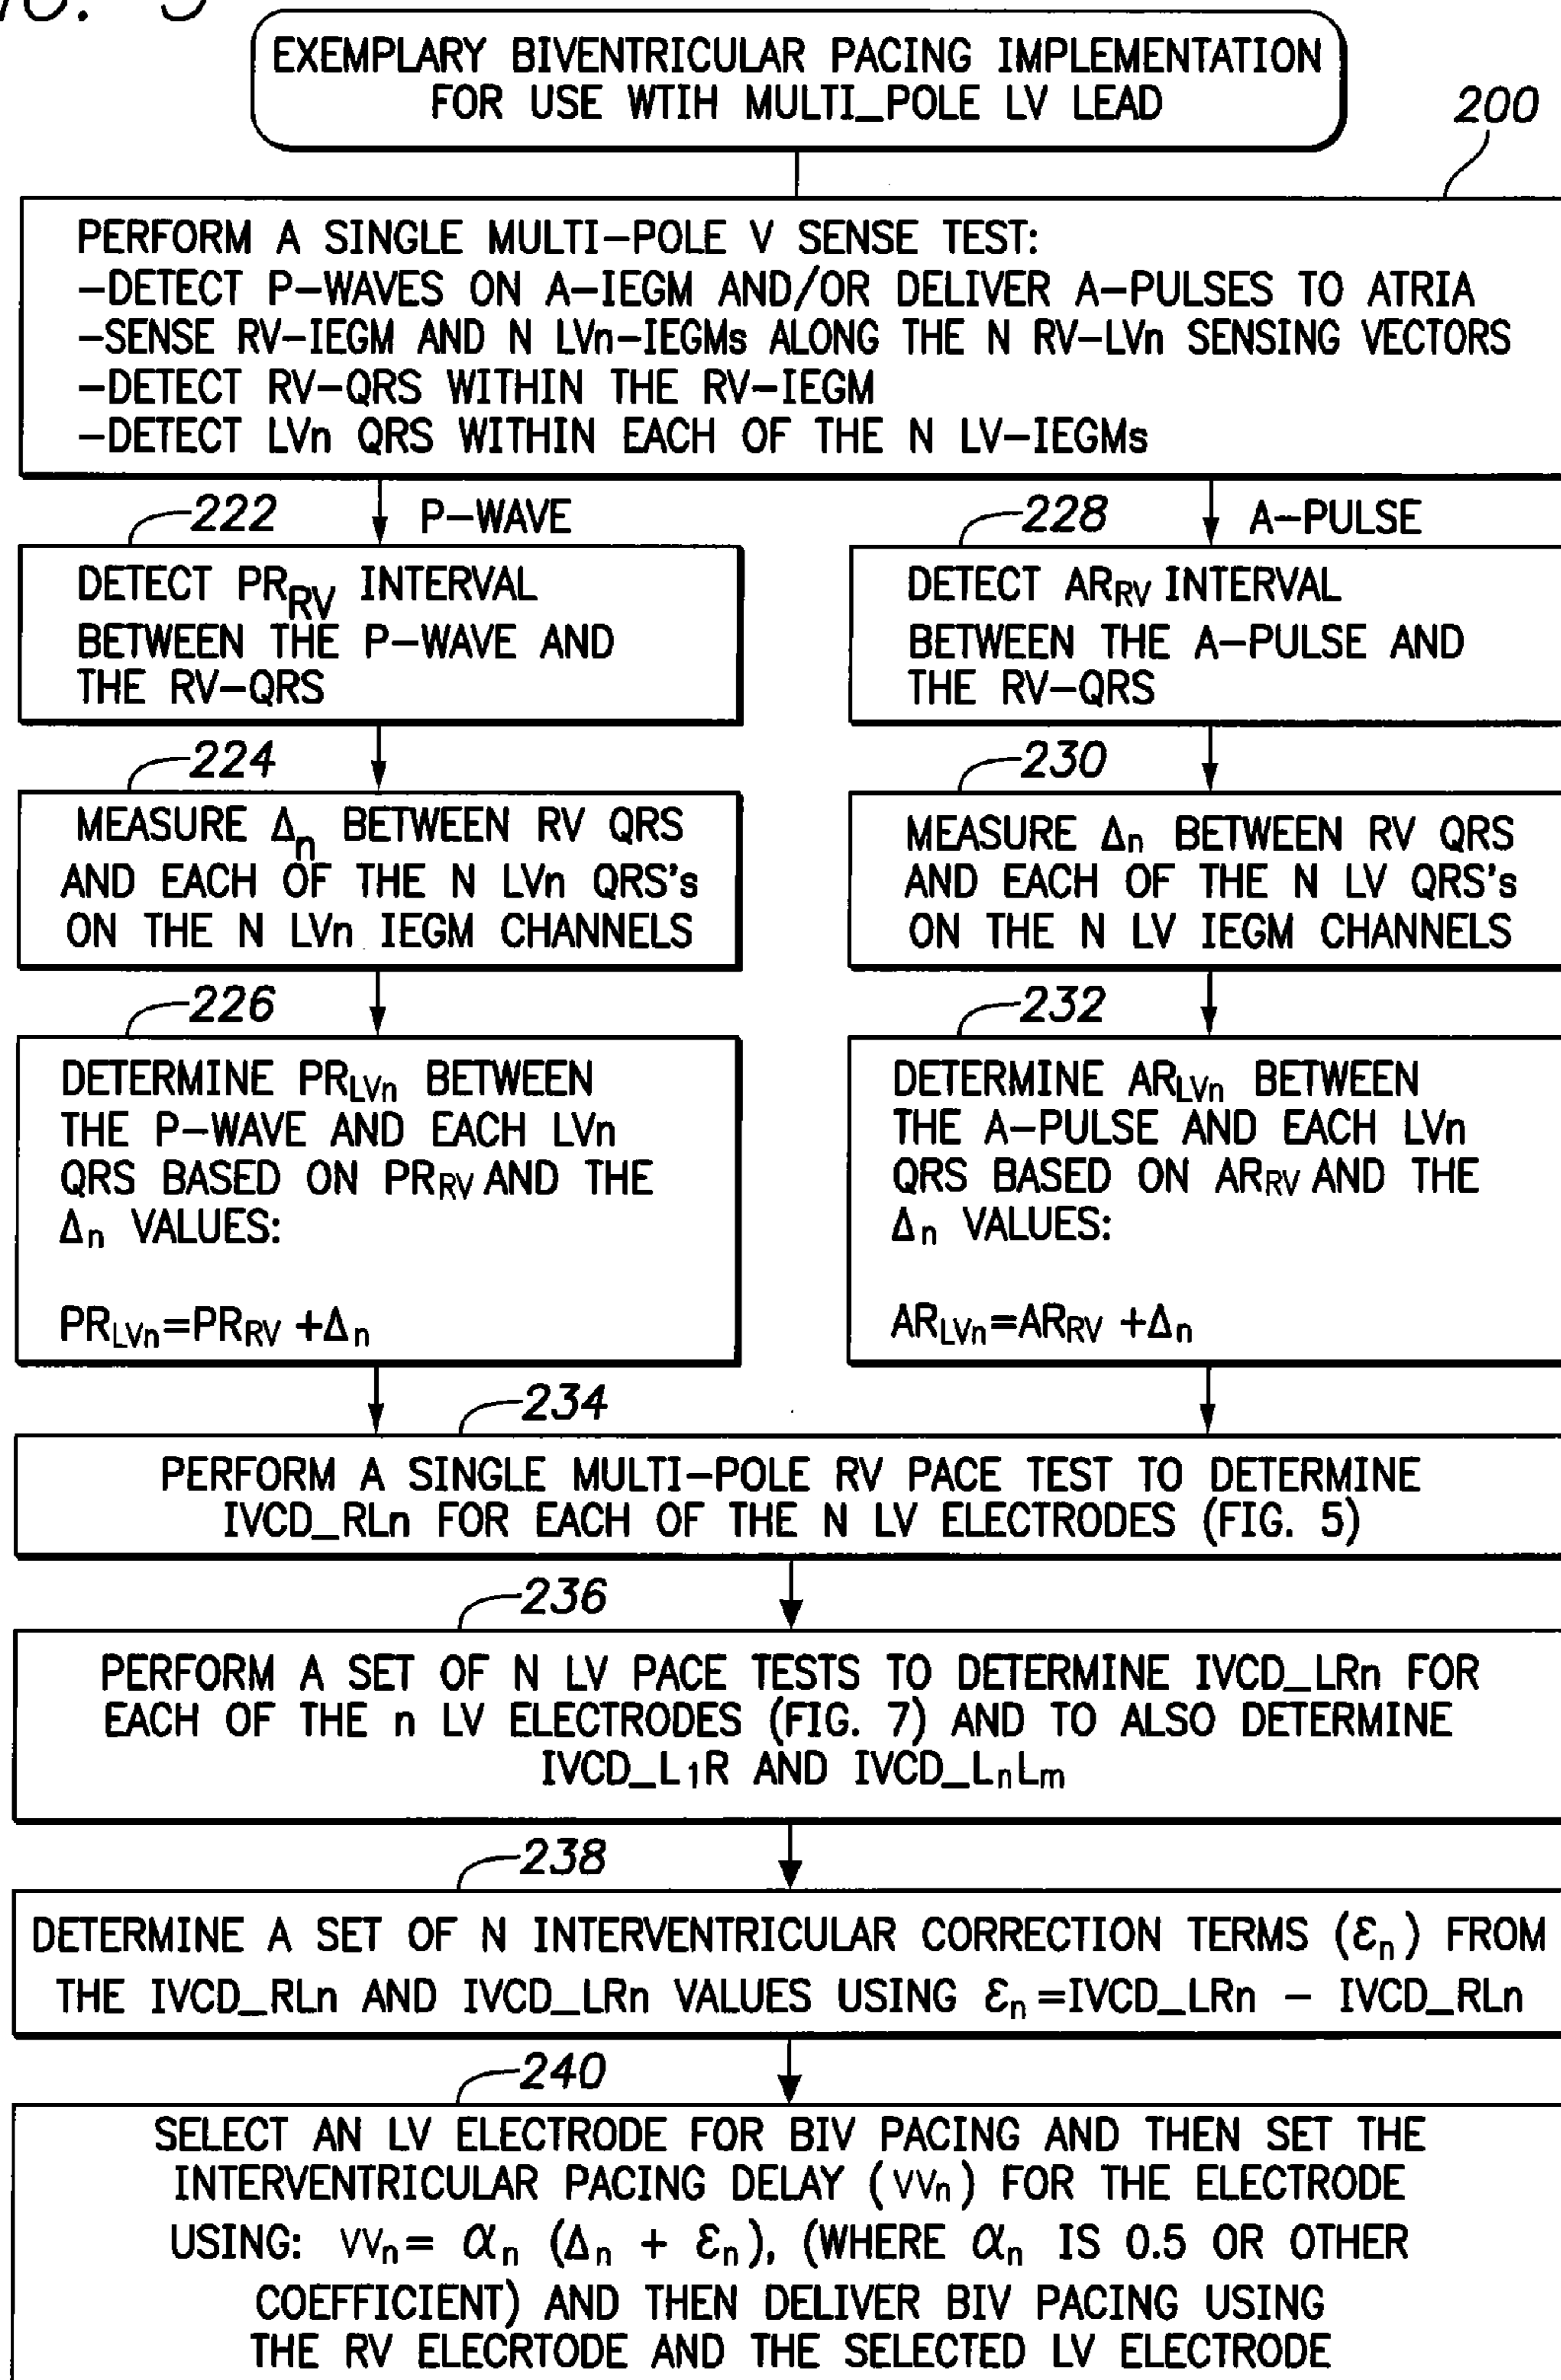 EXEMPLARY BIVENTRICULAR PACING IMPLEMENTATION
FOR USE WTIH MULTI_POLE LV LEAD
200
PERFORM A SINGLE MULTI-POLE V SENSE TEST:
-DETECT P-WAVES ON A-IEGM AND/OR DELIVER A-PULSES TO ATRIA
-SENSE RV-IEGM AND N LVn-IEGMs ALONG THE N RV-LVn SENSING VECTORS
-DETECT RV-QRS WITHIN THE RV-IEGM
-DETECT LVn QRS WITHIN EACH OF THE N LV-IEGMs
222
P-WAVE
DETECT PRRV INTERVAL
BETWEEN THE P-WAVE AND
THE RV-QRS
224
MEASURE Δn BETWEEN RV QRS
AND EACH OF THE N LVn QRS's
ON THE N LVn IEGM CHANNELS
226
DETERMINE PRLVn BETWEEN
THE P-WAVE AND EACH LVn
QRS BASED ON PRRV AND THE
Δn VALUES:
PRLVn=PRRV +Δn
228
A-PULSE
DETECT ARRV INTERVAL
BETWEEN THE A-PULSE AND
THE RV-QRS
230
MEASURE Δn BETWEEN RV QRS
AND EACH OF THE N LV QRS's
ON THE N LV IEGM CHANNELS
232
DETERMINE ARLVn BETWEEN
THE A-PULSE AND EACH LVn
QRS BASED ON ARRV AND THE
Δn VALUES:
ARLVn=ARRV +Δn
234
PERFORM A SINGLE MULTI-POLE RV PACE TEST TO DETERMINE
IVCD_RLn FOR EACH OF THE N LV ELECTRODES (FIG. 5)
236
PERFORM A SET OF N LV PACE TESTS TO DETERMINE IVCD_LRn FOR
EACH OF THE n LV ELECTRODES (FIG. 7) AND TO ALSO DETERMINE
IVCD_L1R AND IVCD_LnLm
238
DETERMINE A SET OF N INTERVENTRICULAR CORRECTION TERMS (εn) FROM
THE IVCD_RLn AND IVCD_LRn VALUES USING εn=IVCD_LRn - IVCD_RLn
240
SELECT AN LV ELECTRODE FOR BIV PACING AND THEN SET THE
INTERVENTRICULAR PACING DELAY (VVn) FOR THE ELECTRODE
USING: VVn= αn (Δn + εn), (WHERE αn IS 0.5 OR OTHER
COEFFICIENT) AND THEN DELIVER BIV PACING USING
THE RV ELECRTODE AND THE SELECTED LV ELECTRODE